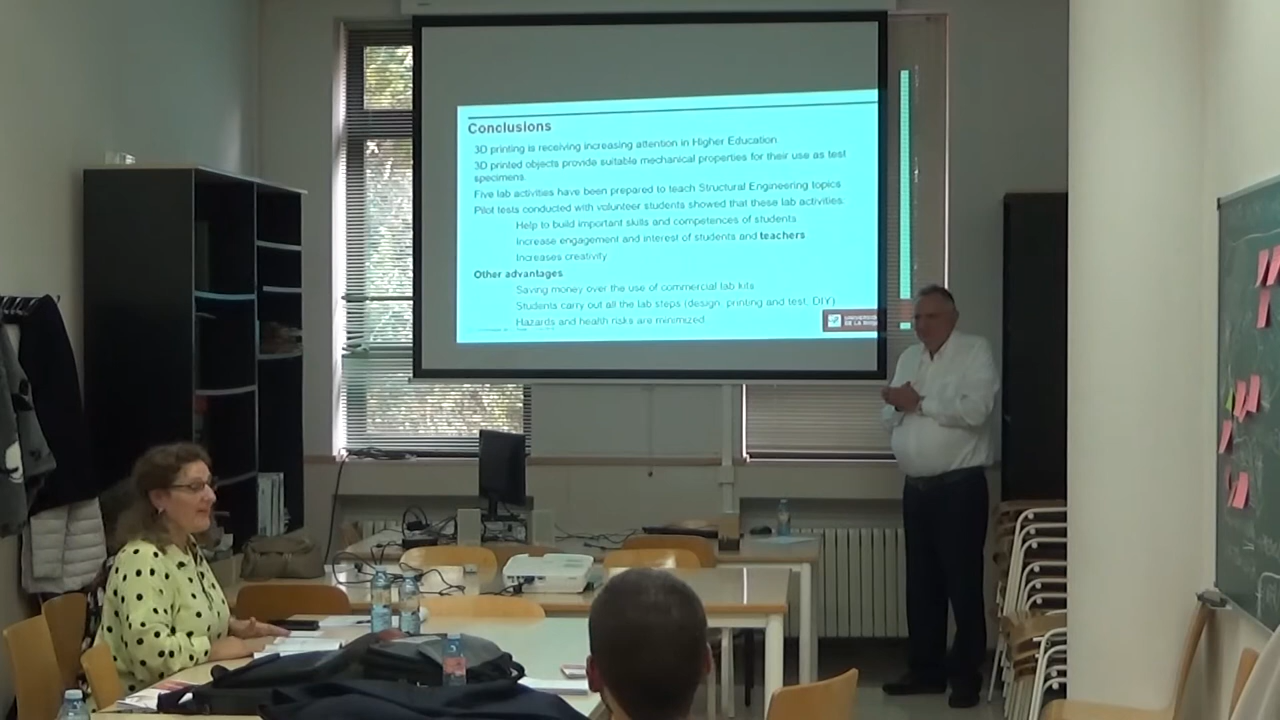 Conclusions
3D printing is receiving increasing attention in Higher Education
3D printed objects provide suitable mechanical properties for their use as test
specimens.
Five lab activities have been prepared to teach Structural Engineering topics
Pilot tests conducted with volunteer students showed that these lab activities:
Help to build important skills and competences of students
Increase engagement and interest of students and teachers
Increases creativity
Other advantages
Saving money over the use of commercial lab kits
Students carry out all the lab steps (design, printing and test, DIY)
Hazards and health risks are minimized
DE LA